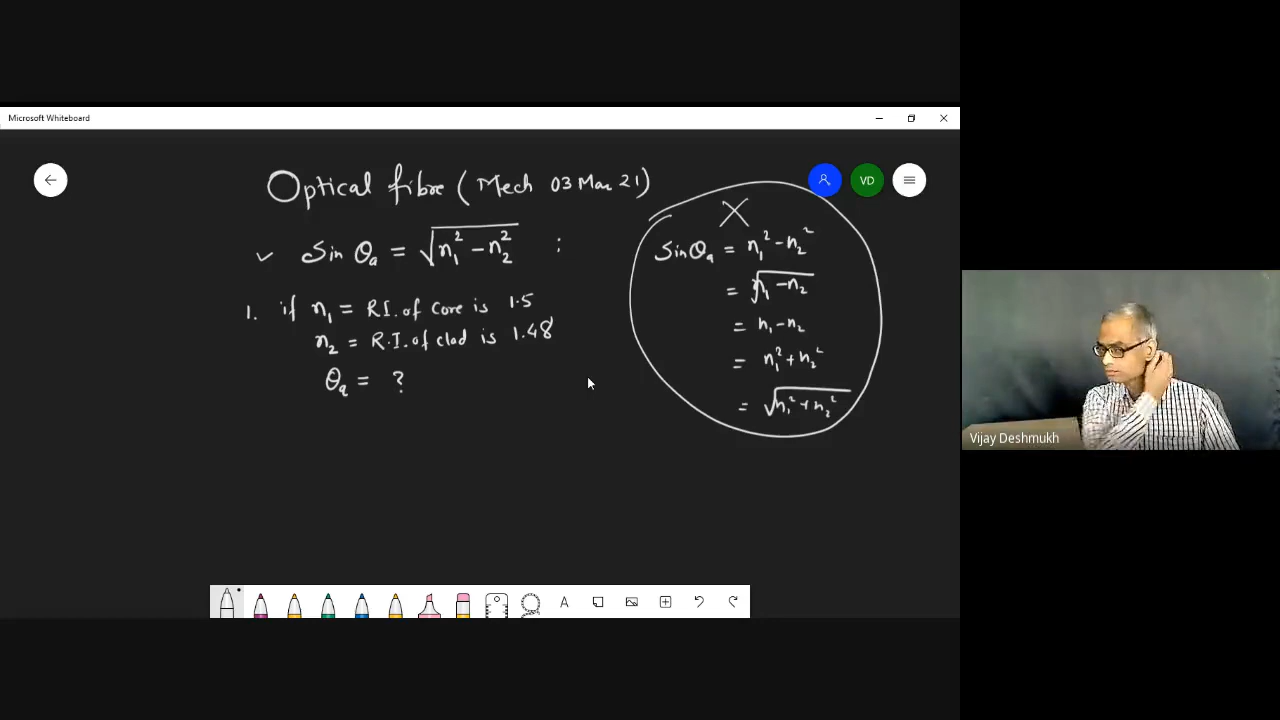 Microsoft Whiteboard
Optical fibre (Mech 03 Mar 21)
VD
✓ Sin θa = √(n₁² − n₂²) :
1. if n₁ = R.I. of core is 1.5
n₂ = R.I. of clad is 1.48
θa = ?
X
Sinθa = n₁² − n₂²
= √(n₁ − n₂)
= n₁ − n₂
= n₁² + n₂²
= √(n₁² + n₂²)
Vijay Deshmukh
A